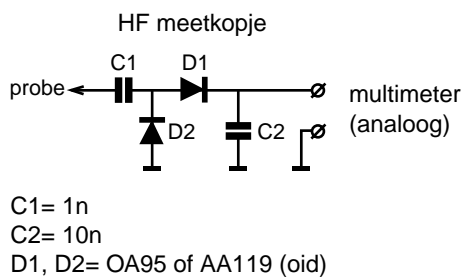 HF meetkopje
C1 D1
probe
D2 C2
multimeter
(analoog)
C1= 1n
C2= 10n
D1, D2= OA95 of AA119 (oid)